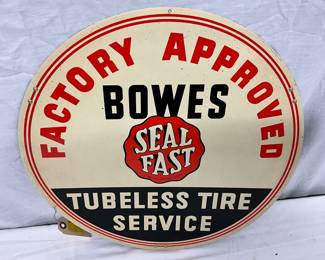 FACTORY APPROVED
BOWES
SEAL
FAST
TUBELESS TIRE
SERVICE